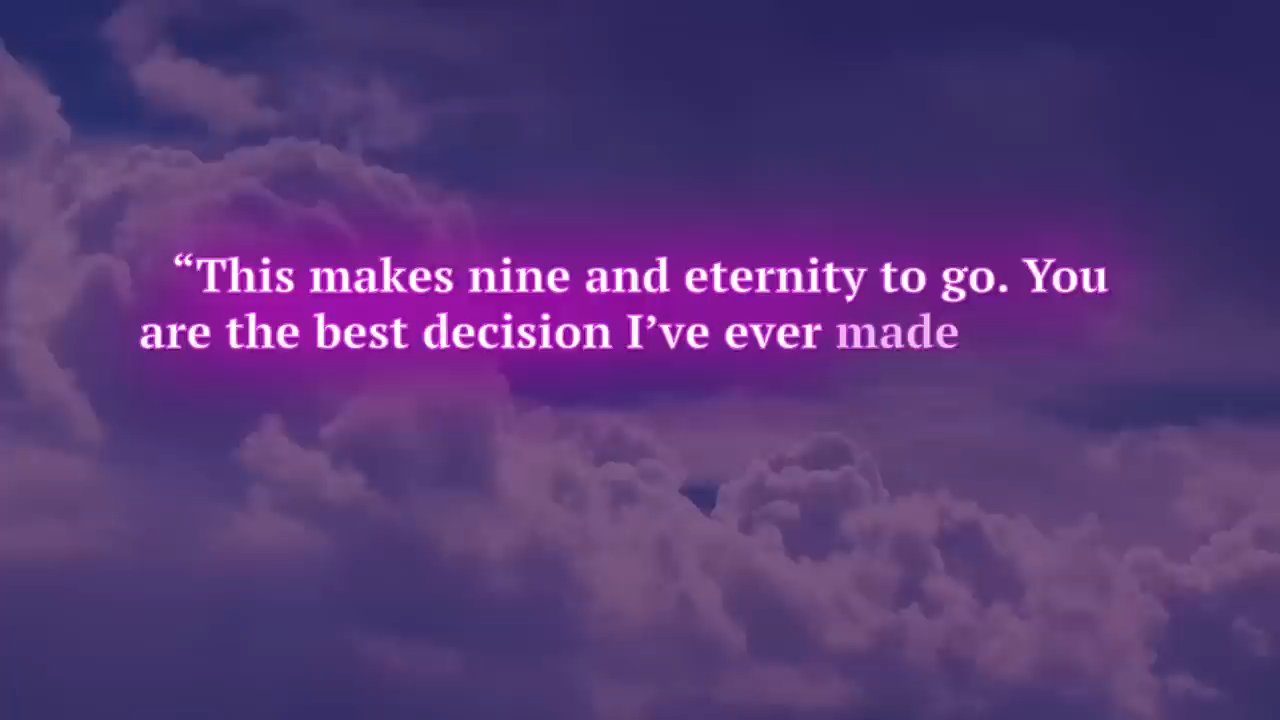 “This makes nine and eternity to go. You
are the best decision I’ve ever made